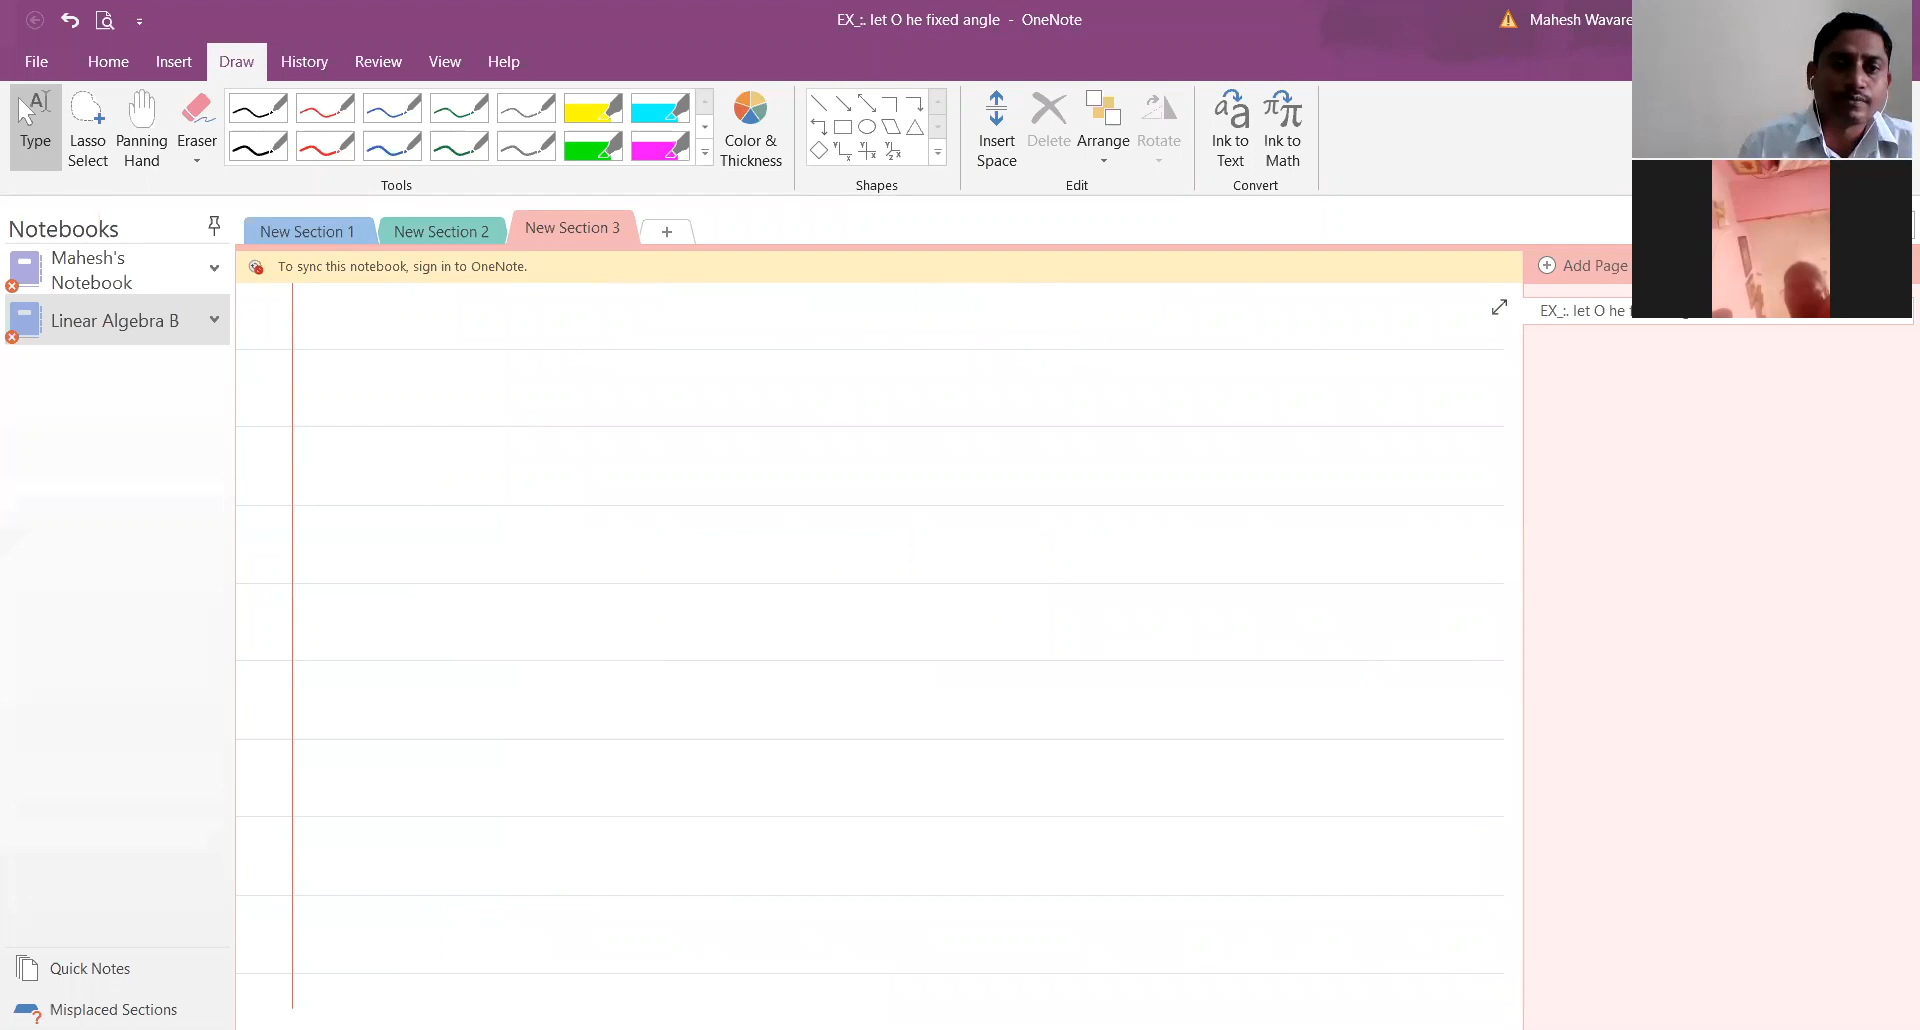 EX_:. let O he fixed angle - OneNote
Mahesh Wavare
File Home Insert Draw History Review View Help
Type
Lasso Select
Panning Hand
Eraser
Color & Thickness
Insert Space
Delete
Arrange
Rotate
Ink to Text
Ink to Math
Tools
Shapes
Edit
Convert
Notebooks
Mahesh's Notebook
Linear Algebra B
New Section 1
New Section 2
New Section 3
To sync this notebook, sign in to OneNote.
Add Page
EX_:. let O he
Quick Notes
Misplaced Sections